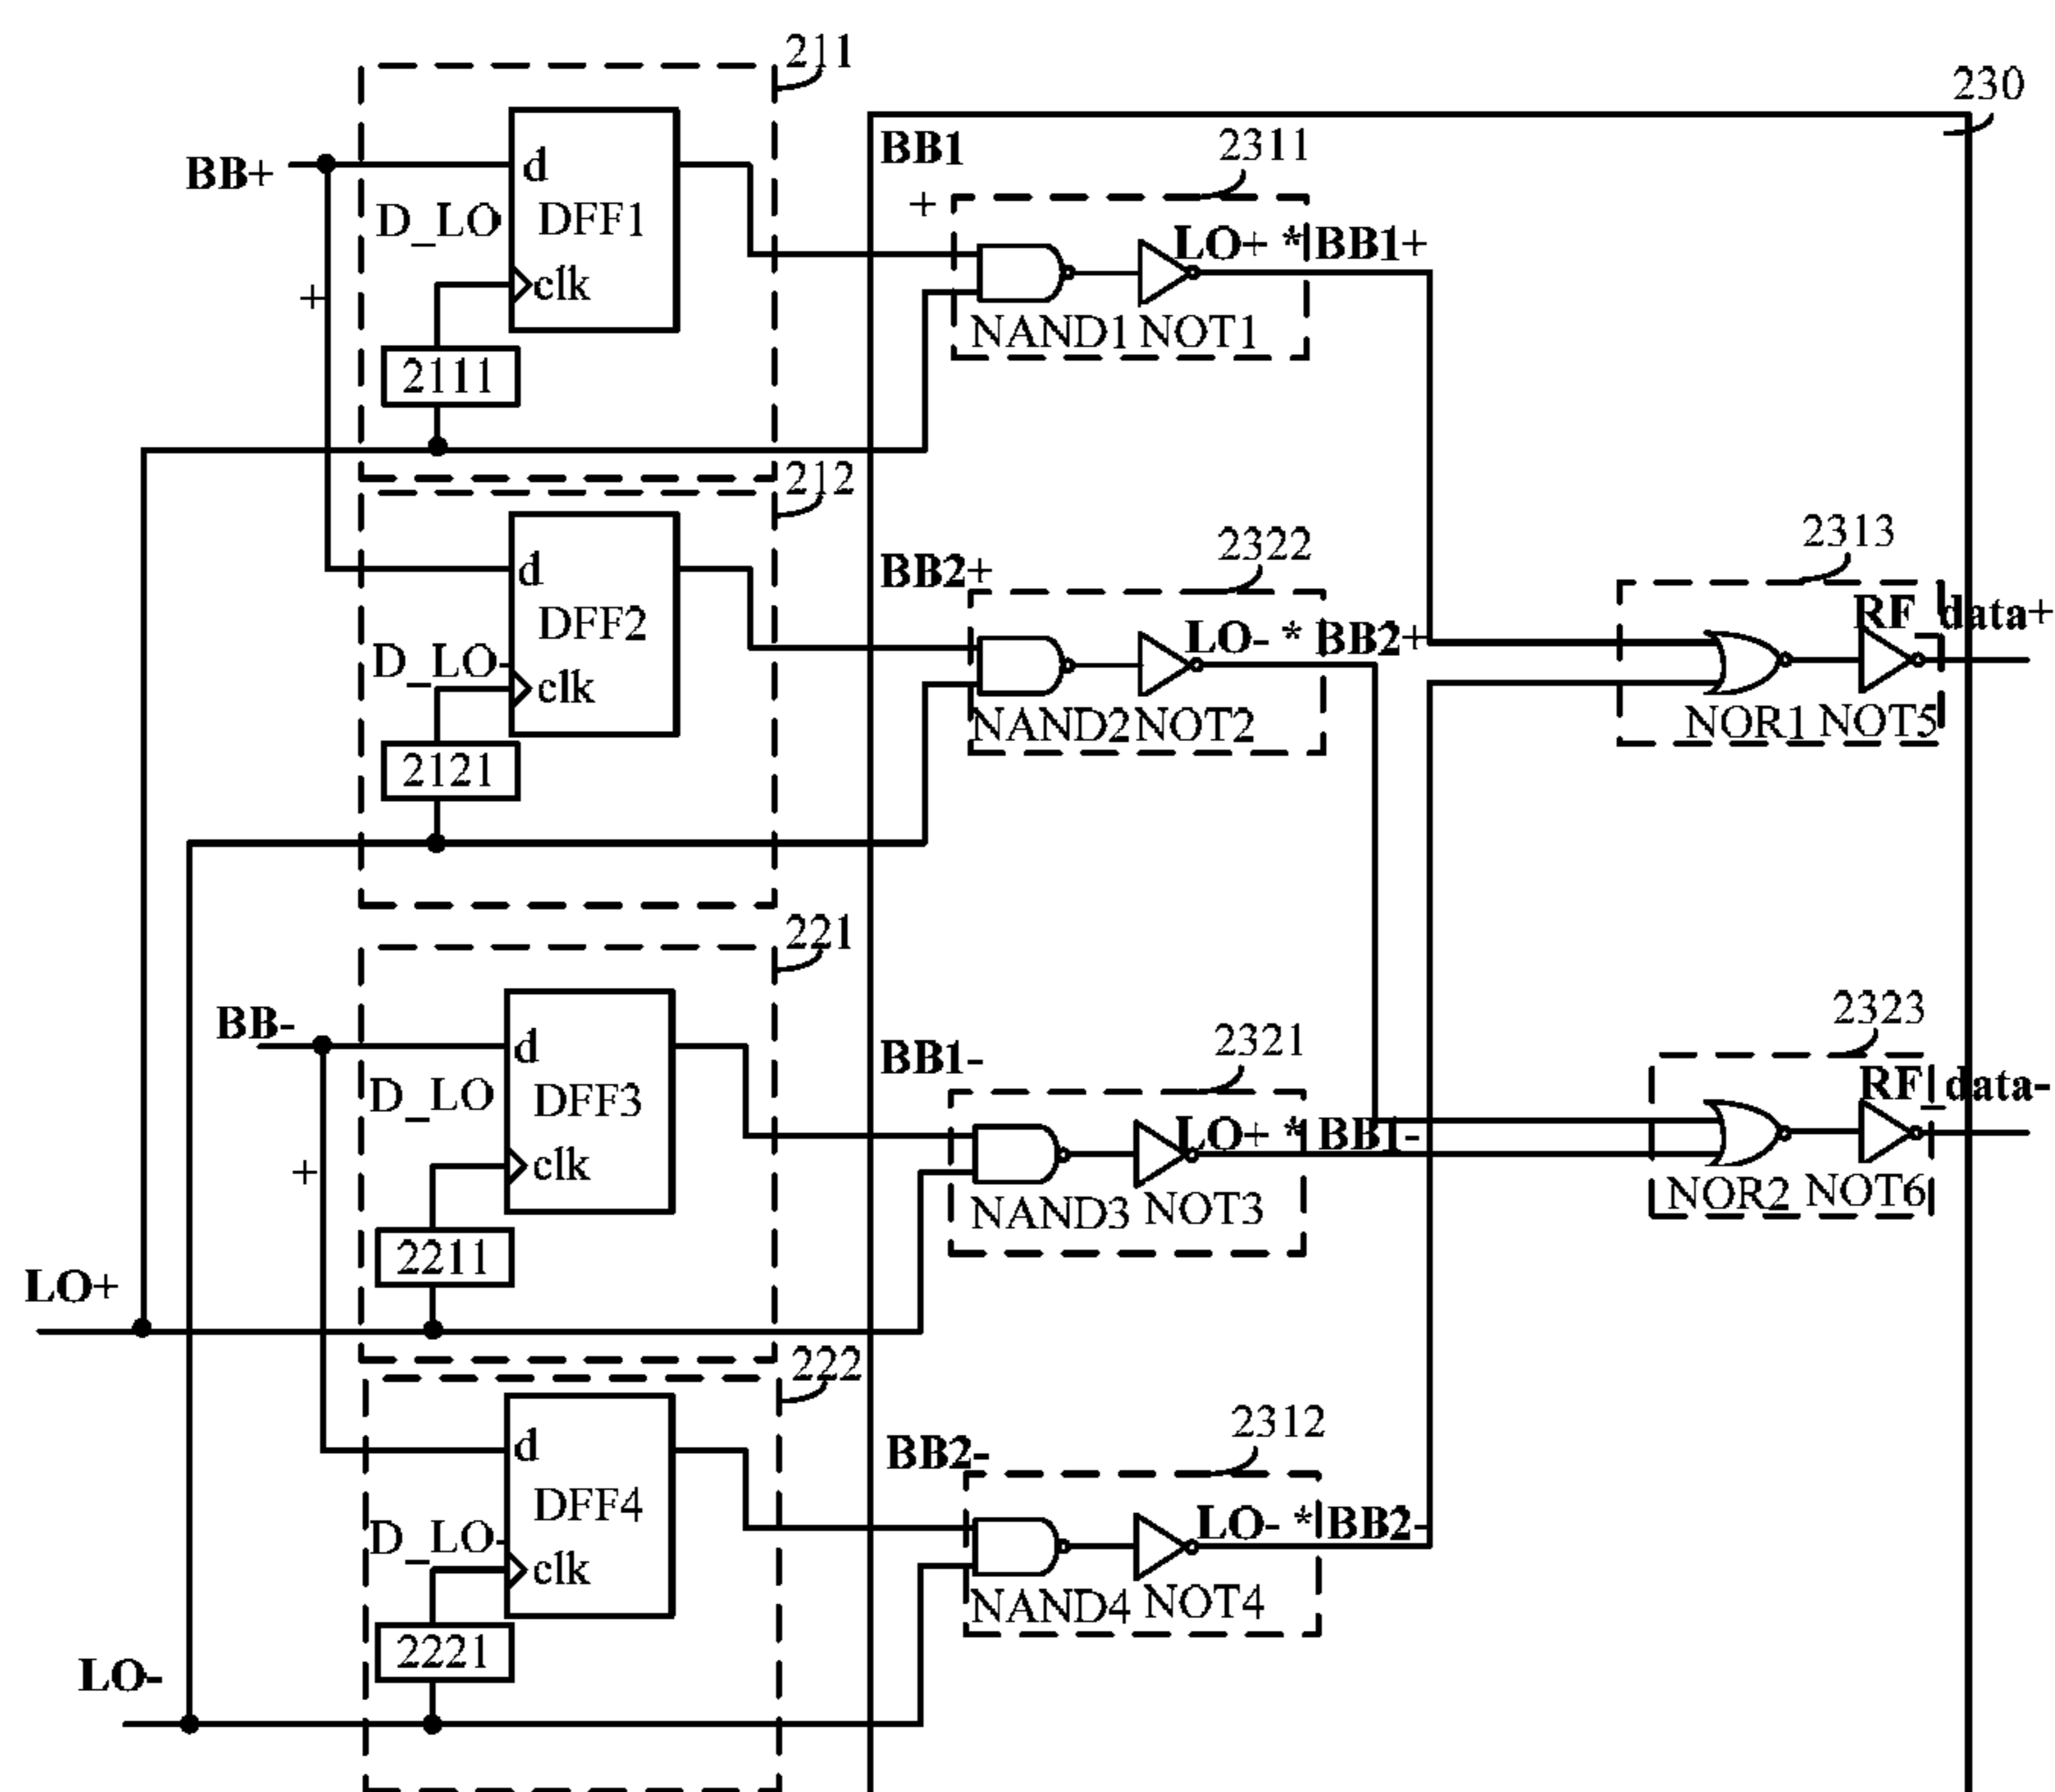 211
230
BB1
+
2311
BB+
d
D_LO
DFF1
LO+ * BB1+
+
clk
NAND1 NOT1
2111
212
2313
BB2+
2322
d
DFF2
LO- * BB2+
RF_data+
D_LO-
clk
NAND2 NOT2
NOR1 NOT5
2121
221
2323
BB-
d
BB1-
2321
D_LO
DFF3
LO+ * BB1-
RF_data-
+
clk
NAND3 NOT3
NOR2 NOT6
2211
LO+
222
2312
d
BB2-
DFF4
D_LO-
LO- * BB2-
clk
NAND4 NOT4
2221
LO-